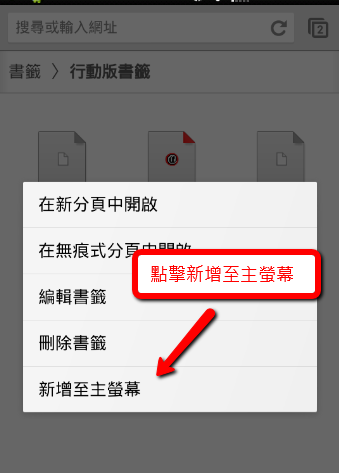 搜尋或輸入網址
2
書籤 〉 行動版書籤
@
在新分頁中開啟
在無痕式分頁中開啟
點擊新增至主螢幕
編輯書籤
刪除書籤
新增至主螢幕